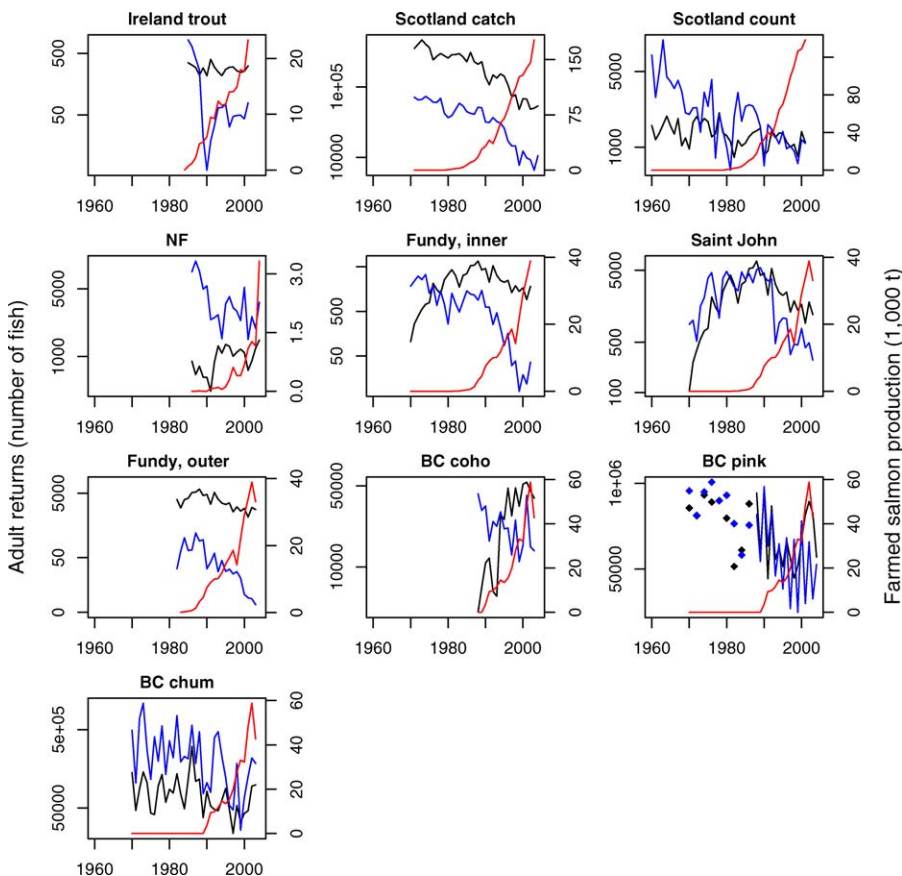 Ireland trout
Scotland catch
Scotland count
500
50
20
10
0
1e+05
10000
150
75
0
5000
1000
80
40
0
1960 1980 2000
1960 1980 2000
1960 1980 2000
NF
Fundy, inner
Saint John
5000
1000
3.0
1.5
0.0
500
50
40
20
0
5000
500
100
40
20
0
1960 1980 2000
1960 1980 2000
1960 1980 2000
Fundy, outer
BC coho
BC pink
5000
50
0
40
20
0
50000
10000
60
40
20
0
1e+06
50000
60
40
20
0
1960 1980 2000
1960 1980 2000
1960 1980 2000
BC chum
5e+05
50000
60
40
20
0
1960 1980 2000
Adult returns (number of fish)
Farmed salmon production (1,000 t)